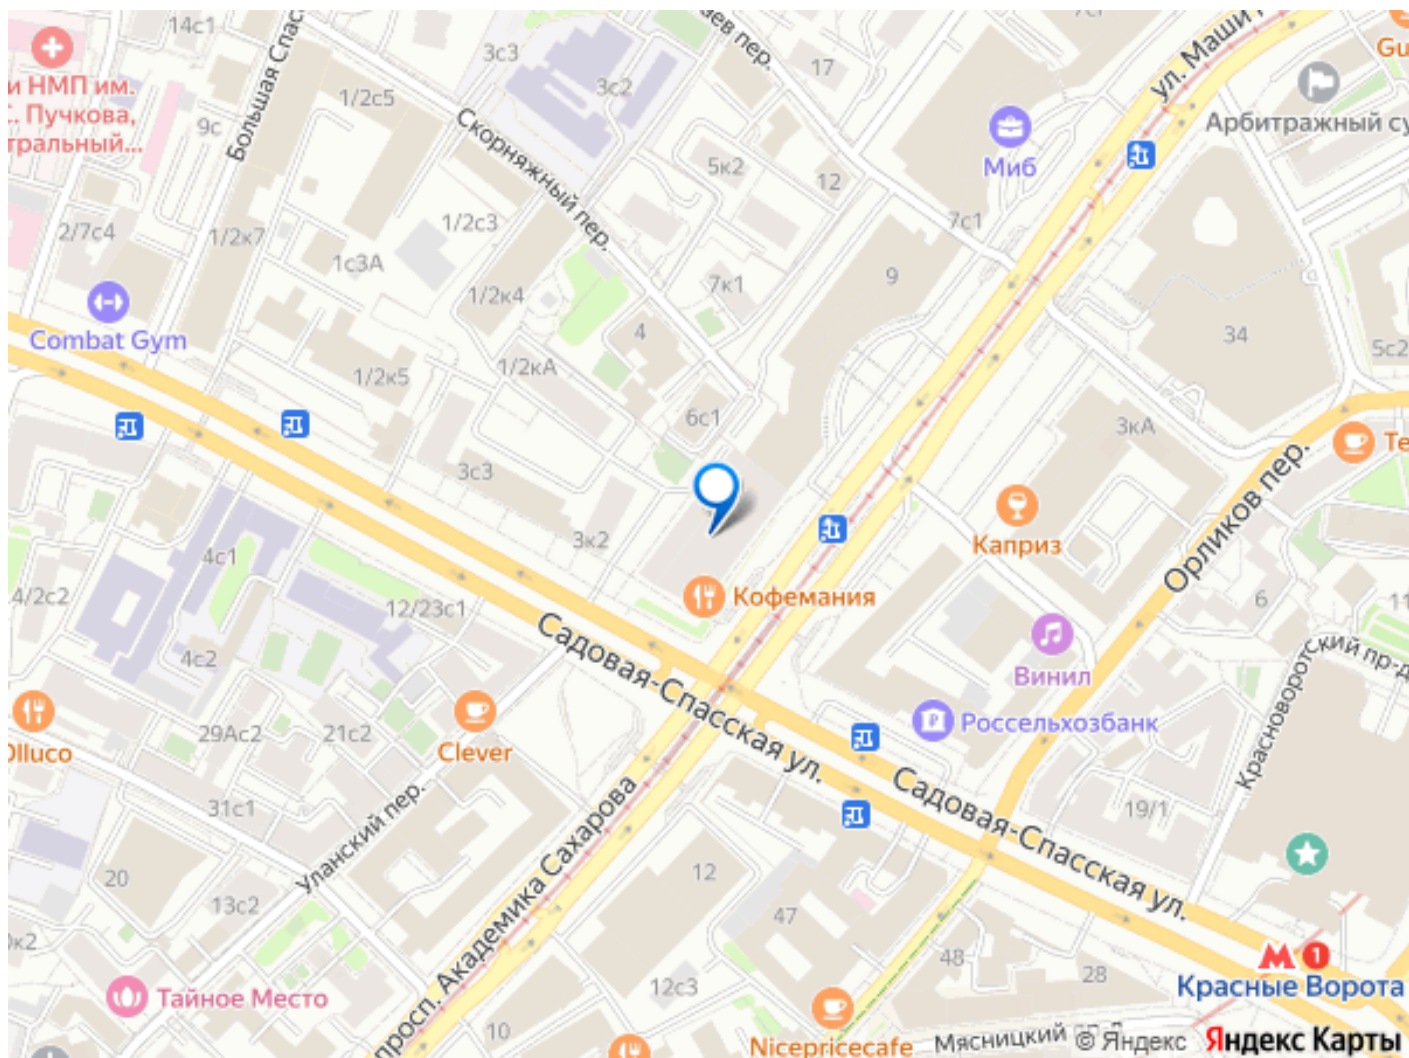 14с1
3с3
аев пер.
17
ул. Маши
Gu
и НМП им.
С. Пучкова,
тральный...
9с
Большая Спас
1/2с5
3с2
Скорняжный пер.
5к2
12
Миб
Арбитражный су
7с1
2/7с4
1/2к7
1/2с3
1с3А
1/2к4
7к1
9
34
5с2
Combat Gym
4
1/2к5
1/2кА
6с1
3кА
Те
3с3
Орликов пер.
3к2
Каприз
4с1
4/2с2
12/23с1
Кофемания
6
11
4с2
Садовая-Спасская ул.
Винил
Красноворотский пр-д
Olluco
29Ас2
21с2
Clever
Россельхозбанк
31с1
Уланский пер.
просп. Академика Сахарова
Садовая-Спасская ул.
19/1
20
13с2
12
47
48
28
1
Красные Ворота
0к2
Тайное Место
12с3
10
Nicepricecafe
Мясницкий
© Яндекс Яндекс Карты